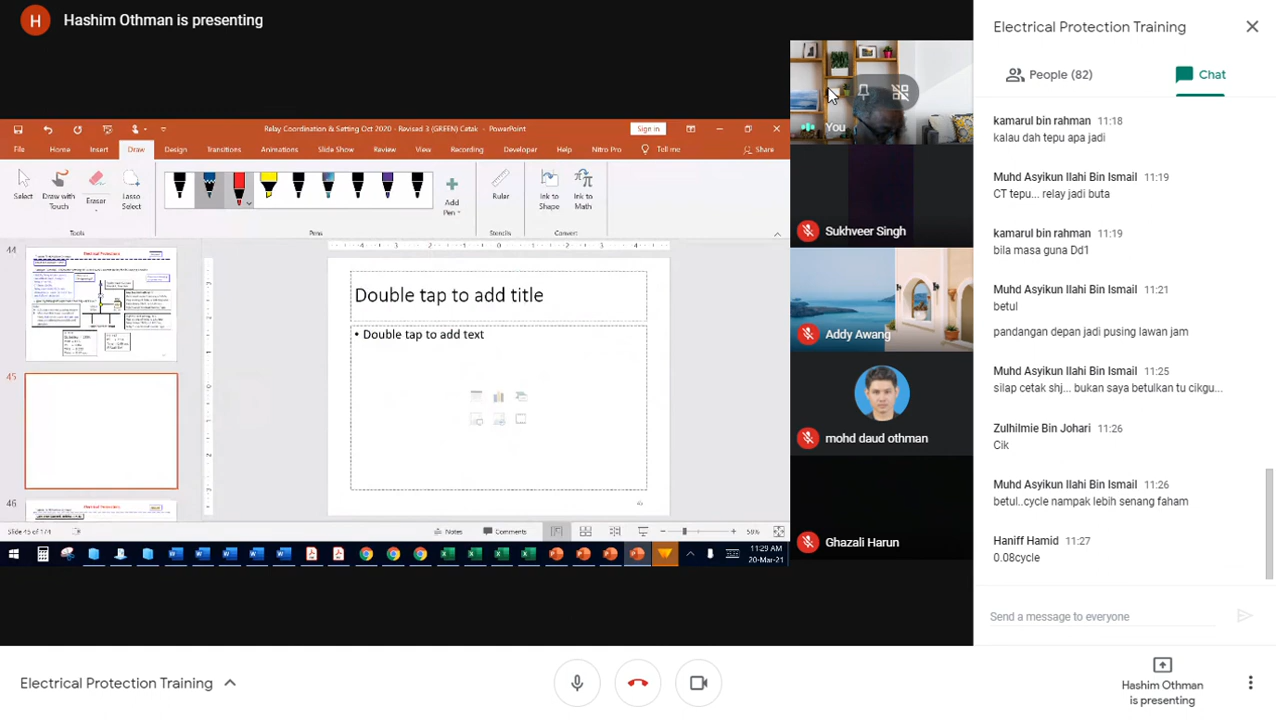 H
Hashim Othman is presenting
Relay Coordination & Setting Oct 2020 - Revised 3 (GREEN) Cetak - PowerPoint
Sign in
File Home Insert Draw Design Transitions Animations Slide Show Review View Recording Developer Help Nitro Pro Tell me Share
Select
Draw with Touch
Eraser
Lasso Select
Add Pen
Ruler
Ink to Shape
Ink to Math
Tools
Pens
Stencils
Convert
44
45
46
Double tap to add title
• Double tap to add text
Slide 45 of 174
Notes
Comments
59%
11:29 AM
20-Mar-21
You
Sukhveer Singh
Addy Awang
mohd daud othman
Ghazali Harun
Electrical Protection Training
People (82)
Chat
kamarul bin rahman 11:18
kalau dah tepu apa jadi
Muhd Asyikun Ilahi Bin Ismail 11:19
CT tepu... relay jadi buta
kamarul bin rahman 11:19
bila masa guna Dd1
Muhd Asyikun Ilahi Bin Ismail 11:21
betul
pandangan depan jadi pusing lawan jam
Muhd Asyikun Ilahi Bin Ismail 11:25
silap cetak shj... bukan saya betulkan tu cikgu...
Zulhilmie Bin Johari 11:26
Cik
Muhd Asyikun Ilahi Bin Ismail 11:26
betul..cycle nampak lebih senang faham
Haniff Hamid 11:27
0.08cycle
Send a message to everyone
Electrical Protection Training
Hashim Othman
is presenting